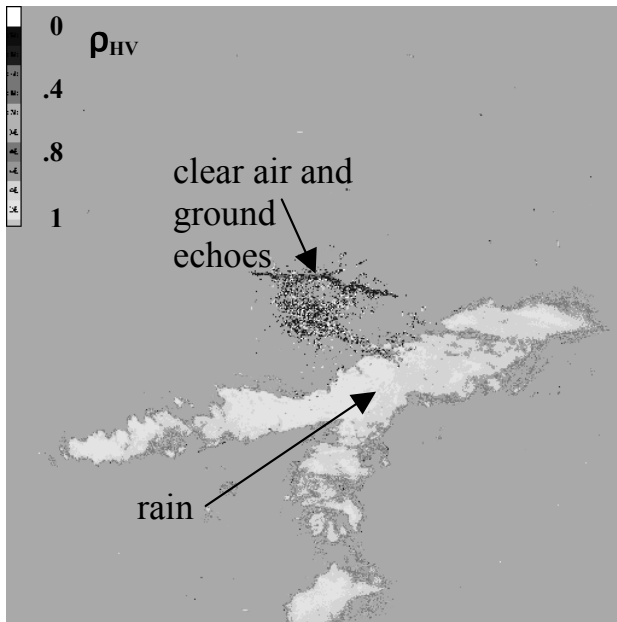 0
ρHV
.4
.8
1
clear air and
ground
echoes
rain